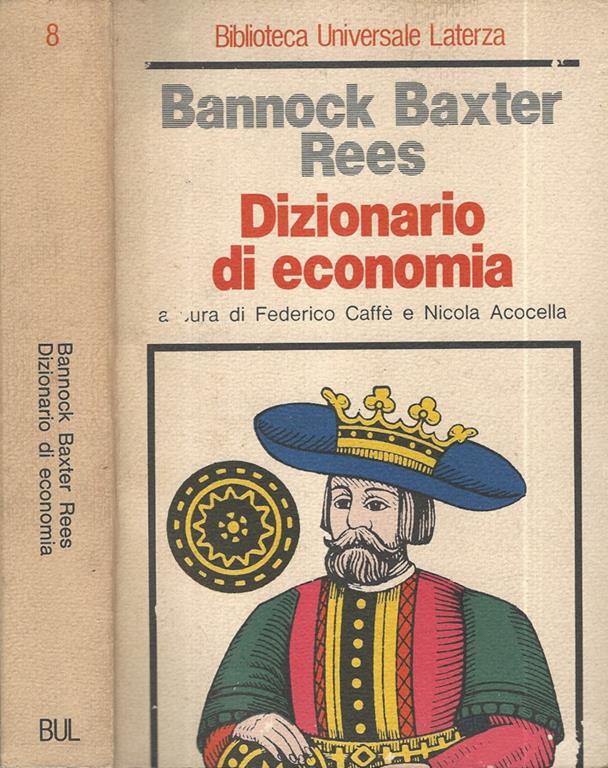 8
Bannock Baxter Rees
Dizionario di economia
BUL
Biblioteca Universale Laterza
Bannock Baxter
Rees
Dizionario
di economia
a cura di Federico Caffè e Nicola Acocella